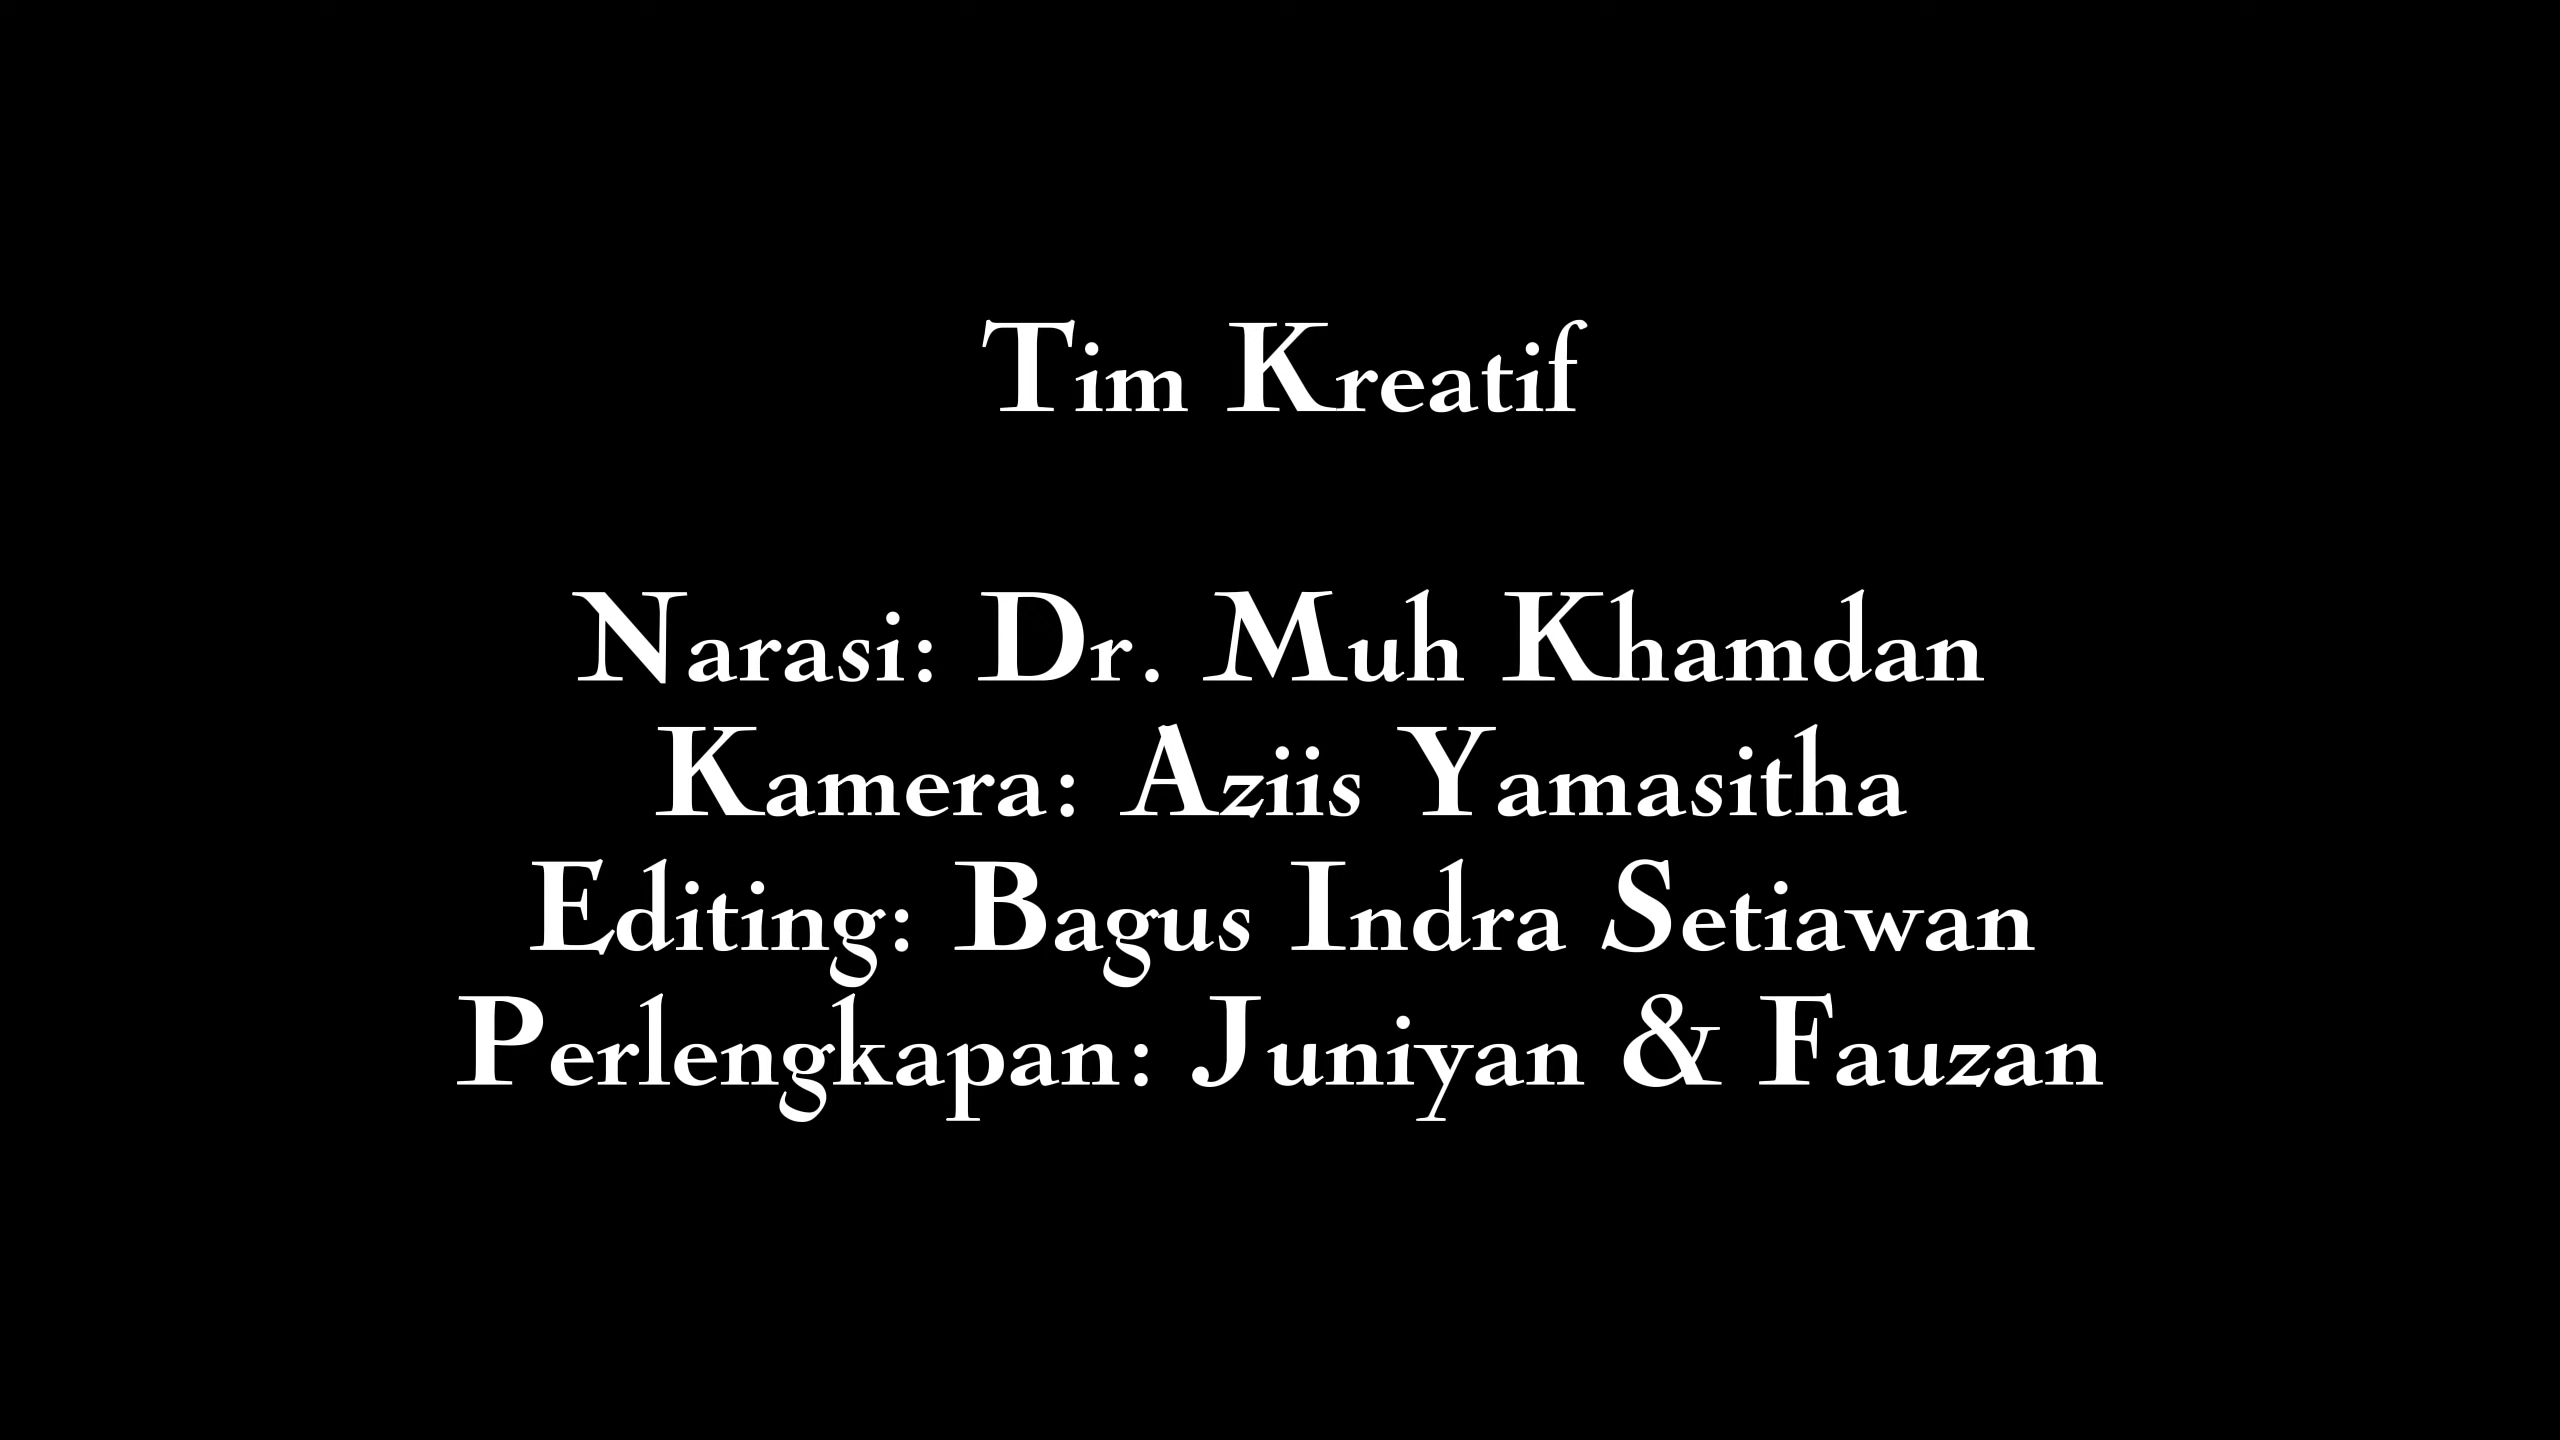 Tim Kreatif
Narasi: Dr. Muh Khamdan
Kamera: Aziis Yamasitha
Editing: Bagus Indra Setiawan
Perlengkapan: Juniyan & Fauzan